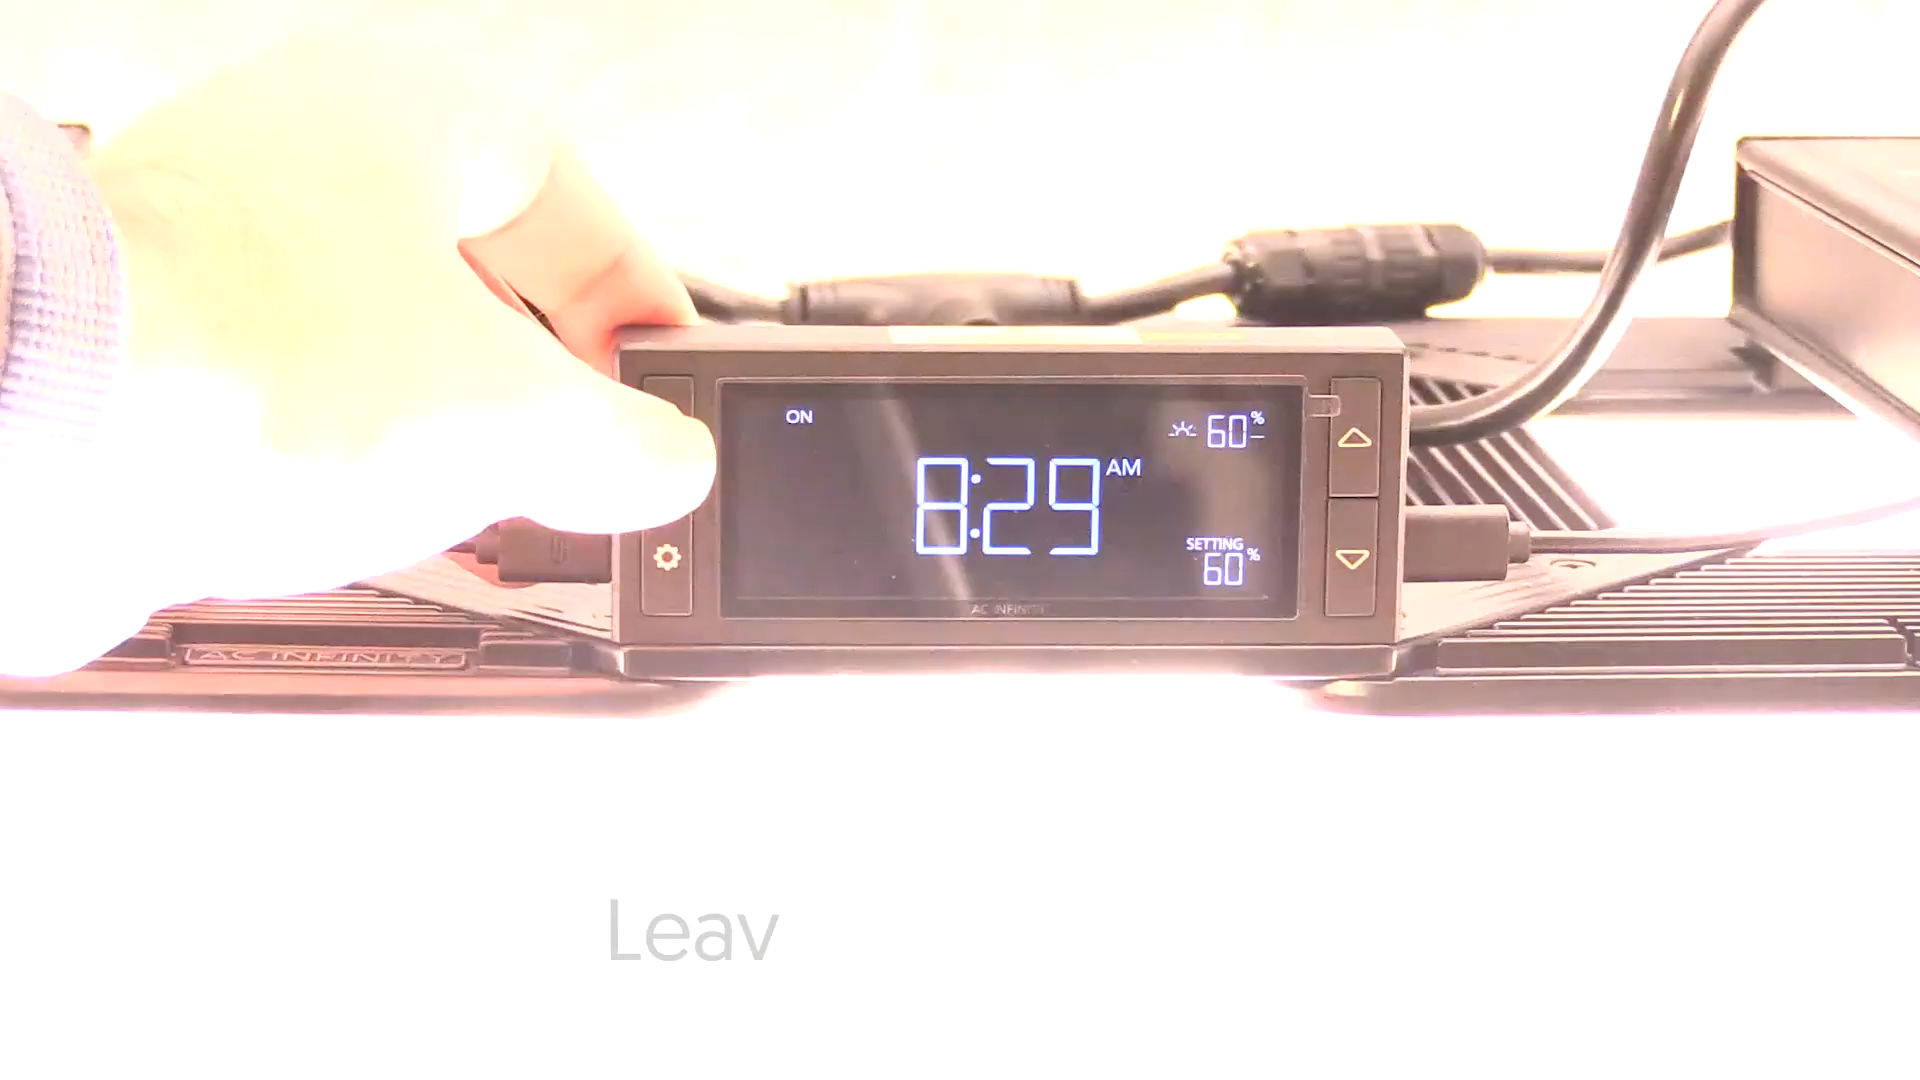 ON
60%
8:29 AM
SETTING
60%
AC INFINITY
AC INFINITY
Leav